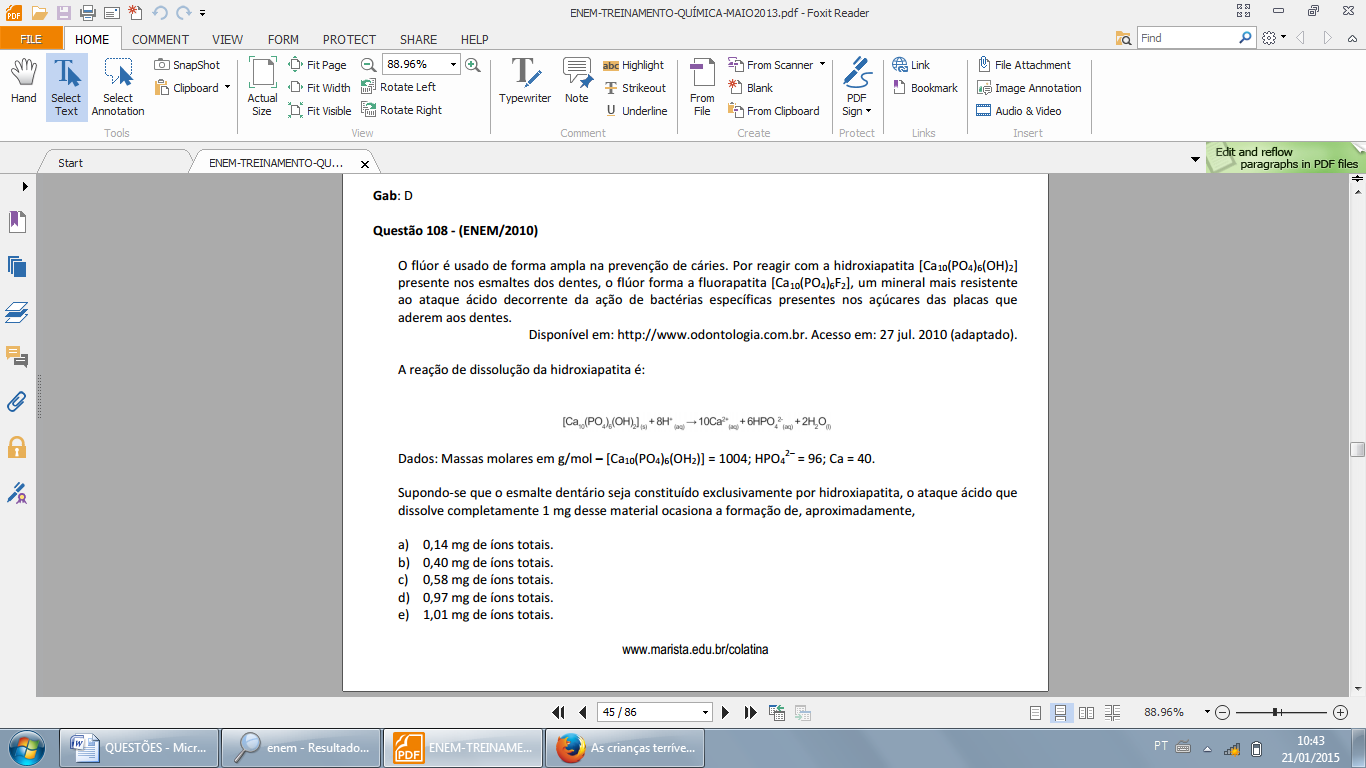 ENEM-TREINAMENTO-QUÍMICA-MAIO2013.pdf - Foxit Reader
FILE HOME COMMENT VIEW FORM PROTECT SHARE HELP Find
Hand
Select Text
Select Annotation
SnapShot
Clipboard
Tools
Actual Size
Fit Page
Fit Width
Fit Visible
88.96%
Rotate Left
Rotate Right
View
Typewriter
Note
abc Highlight
Strikeout
Underline
Comment
From File
From Scanner
Blank
From Clipboard
Create
PDF Sign
Protect
Link
Bookmark
Links
File Attachment
Image Annotation
Audio & Video
Insert
Start
ENEM-TREINAMENTO-QU...
Edit and reflow
paragraphs in PDF files
Gab: D
Questão 108 - (ENEM/2010)
O flúor é usado de forma ampla na prevenção de cáries. Por reagir com a hidroxiapatita [Ca₁₀(PO₄)₆(OH)₂]
presente nos esmaltes dos dentes, o flúor forma a fluorapatita [Ca₁₀(PO₄)₆F₂], um mineral mais resistente
ao ataque ácido decorrente da ação de bactérias específicas presentes nos açúcares das placas que
aderem aos dentes.
Disponível em: http://www.odontologia.com.br. Acesso em: 27 jul. 2010 (adaptado).
A reação de dissolução da hidroxiapatita é:
[Ca₁₀(PO₄)₆(OH)₂] (s) + 8H⁺ (aq) → 10Ca²⁺ (aq) + 6HPO₄²⁻ (aq) + 2H₂O(l)
Dados: Massas molares em g/mol – [Ca₁₀(PO₄)₆(OH₂)] = 1004; HPO₄²⁻ = 96; Ca = 40.
Supondo-se que o esmalte dentário seja constituído exclusivamente por hidroxiapatita, o ataque ácido que
dissolve completamente 1 mg desse material ocasiona a formação de, aproximadamente,
a) 0,14 mg de íons totais.
b) 0,40 mg de íons totais.
c) 0,58 mg de íons totais.
d) 0,97 mg de íons totais.
e) 1,01 mg de íons totais.
www.marista.edu.br/colatina
45 / 86
88.96%
QUESTÕES - Micr...
enem - Resultado...
PDF
ENEM-TREINAME...
As crianças terríve...
PT
10:43
21/01/2015